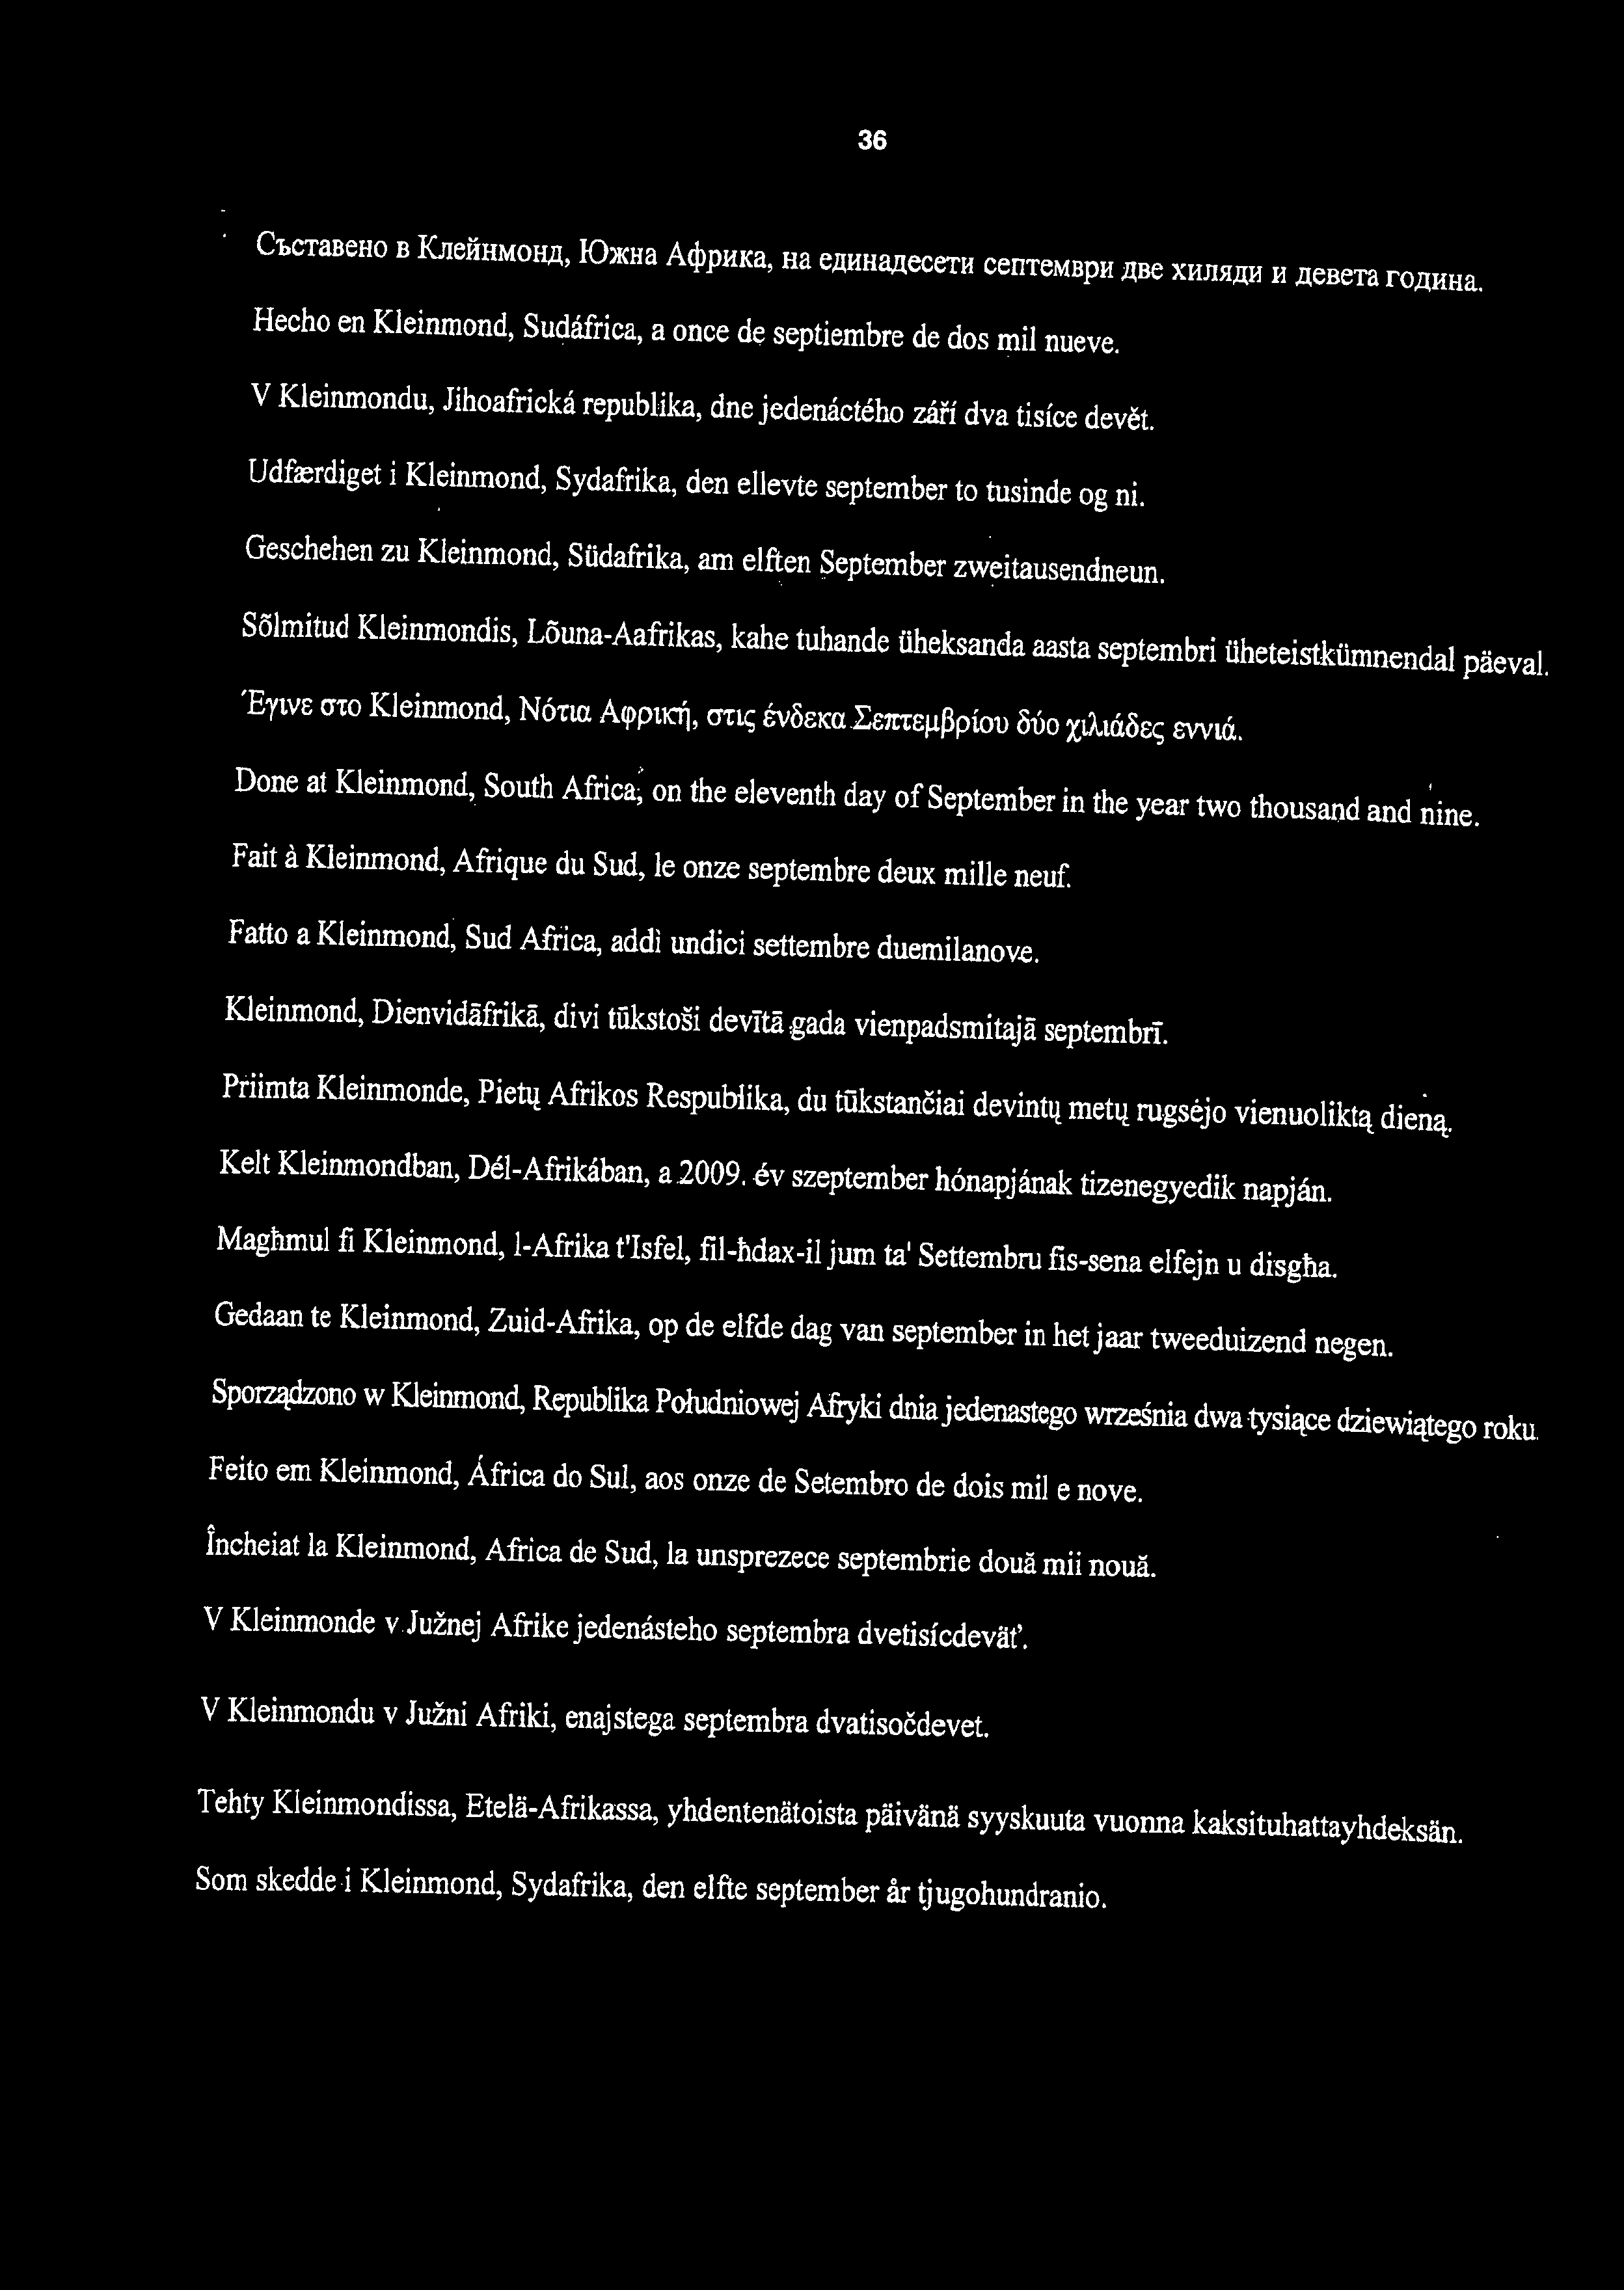 36
Съставено в Клейнмонд, Южна Африка, на единадесети септември две хиляди и девета година.
Hecho en Kleinmond, Sudáfrica, a once de septiembre de dos mil nueve.
V Kleinmondu, Jihoafrická republika, dne jedenáctého září dva tisíce devět.
Udfærdiget i Kleinmond, Sydafrika, den ellevte september to tusinde og ni.
Geschehen zu Kleinmond, Südafrika, am elften September zweitausendneun.
Sõlmitud Kleinmondis, Lõuna-Aafrikas, kahe tuhande üheksanda aasta septembri üheteistkümnendal päeval.
Έγινε στο Kleinmond, Νότια Αφρική, στις ένδεκα Σεπτεμβρίου δύο χιλιάδες εννιά.
Done at Kleinmond, South Africa, on the eleventh day of September in the year two thousand and nine.
Fait à Kleinmond, Afrique du Sud, le onze septembre deux mille neuf.
Fatto a Kleinmond, Sud Africa, addì undici settembre duemilanove.
Kleinmond, Dienvidāfrikā, divi tūkstoši devītā gada vienpadsmitajā septembrī.
Priimta Kleinmonde, Pietų Afrikos Respublika, du tūkstančiai devintų metų rugsėjo vienuoliktą dieną.
Kelt Kleinmondban, Dél-Afrikában, a 2009. év szeptember hónapjának tizenegyedik napján.
Magħmul fi Kleinmond, l-Afrika t'Isfel, fil-ħdax-il jum ta' Settembru fis-sena elfejn u disgħa.
Gedaan te Kleinmond, Zuid-Afrika, op de elfde dag van september in het jaar tweeduizend negen.
Sporządzono w Kleinmond, Republika Południowej Afryki dnia jedenastego września dwa tysiące dziewiątego roku.
Feito em Kleinmond, África do Sul, aos onze de Setembro de dois mil e nove.
Încheiat la Kleinmond, Africa de Sud, la unsprezece septembrie două mii nouă.
V Kleinmonde v Južnej Afrike jedenásteho septembra dvetisícdeväť.
V Kleinmondu v Južni Afriki, enajstega septembra dvatisočdevet.
Tehty Kleinmondissa, Etelä-Afrikassa, yhdentenätoista päivänä syyskuuta vuonna kaksituhattayhdeksän.
Som skedde i Kleinmond, Sydafrika, den elfte september år tjugohundranio.